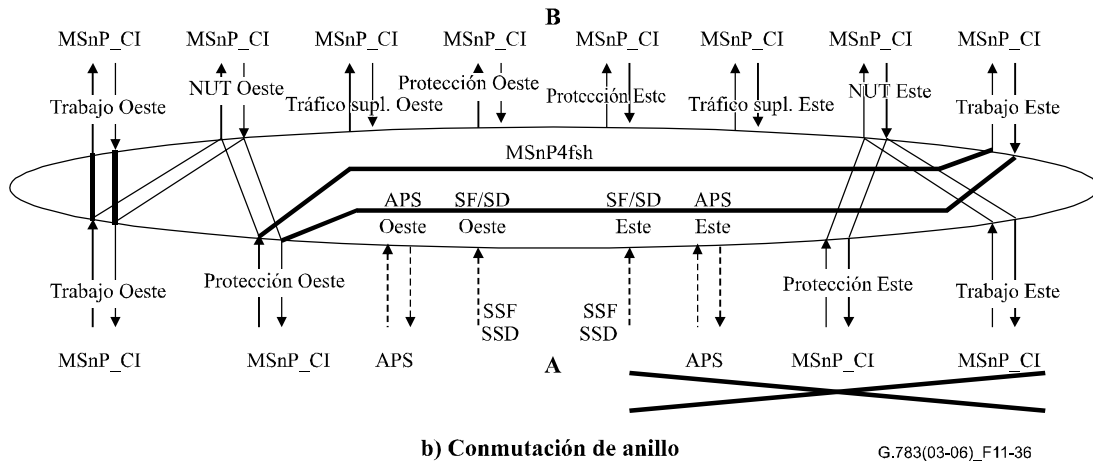 B
MSnP_CI MSnP_CI MSnP_CI MSnP_CI MSnP_CI MSnP_CI MSnP_CI MSnP_CI
Trabajo Oeste NUT Oeste Tráfico supl. Oeste Protección Oeste Protección Este Tráfico supl. Este NUT Este Trabajo Este
MSnP4fsh
APS SF/SD SF/SD APS
Oeste Oeste Este Este
Trabajo Oeste Protección Oeste Protección Este Trabajo Este
SSF SSF
SSD SSD
MSnP_CI MSnP_CI APS A APS MSnP_CI MSnP_CI
b) Conmutación de anillo
G.783(03-06)_F11-36